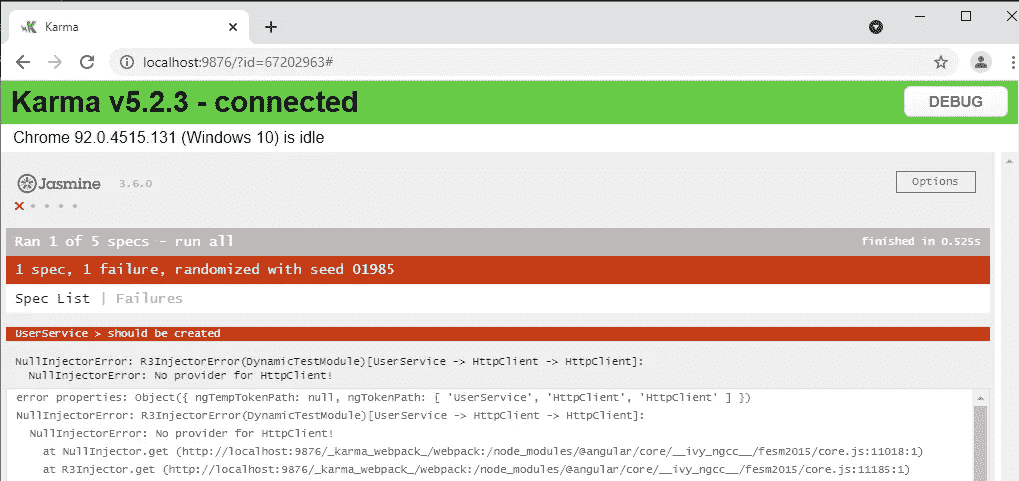 Karma
localhost:9876/?id=67202963#
Karma v5.2.3 - connected
DEBUG
Chrome 92.0.4515.131 (Windows 10) is idle
Jasmine 3.6.0
Options
Ran 1 of 5 specs - run all
finished in 0.525s
1 spec, 1 failure, randomized with seed 01985
Spec List | Failures
UserService > should be created
NullInjectorError: R3InjectorError(DynamicTestModule)[UserService -> HttpClient -> HttpClient]:
NullInjectorError: No provider for HttpClient!
error properties: Object({ ngTempTokenPath: null, ngTokenPath: [ 'UserService', 'HttpClient', 'HttpClient' ] })
NullInjectorError: R3InjectorError(DynamicTestModule)[UserService -> HttpClient -> HttpClient]:
NullInjectorError: No provider for HttpClient!
at NullInjector.get (http://localhost:9876/_karma_webpack_/webpack:/node_modules/@angular/core/__ivy_ngcc__/fesm2015/core.js:11018:1)
at R3Injector.get (http://localhost:9876/_karma_webpack_/webpack:/node_modules/@angular/core/__ivy_ngcc__/fesm2015/core.js:11185:1)